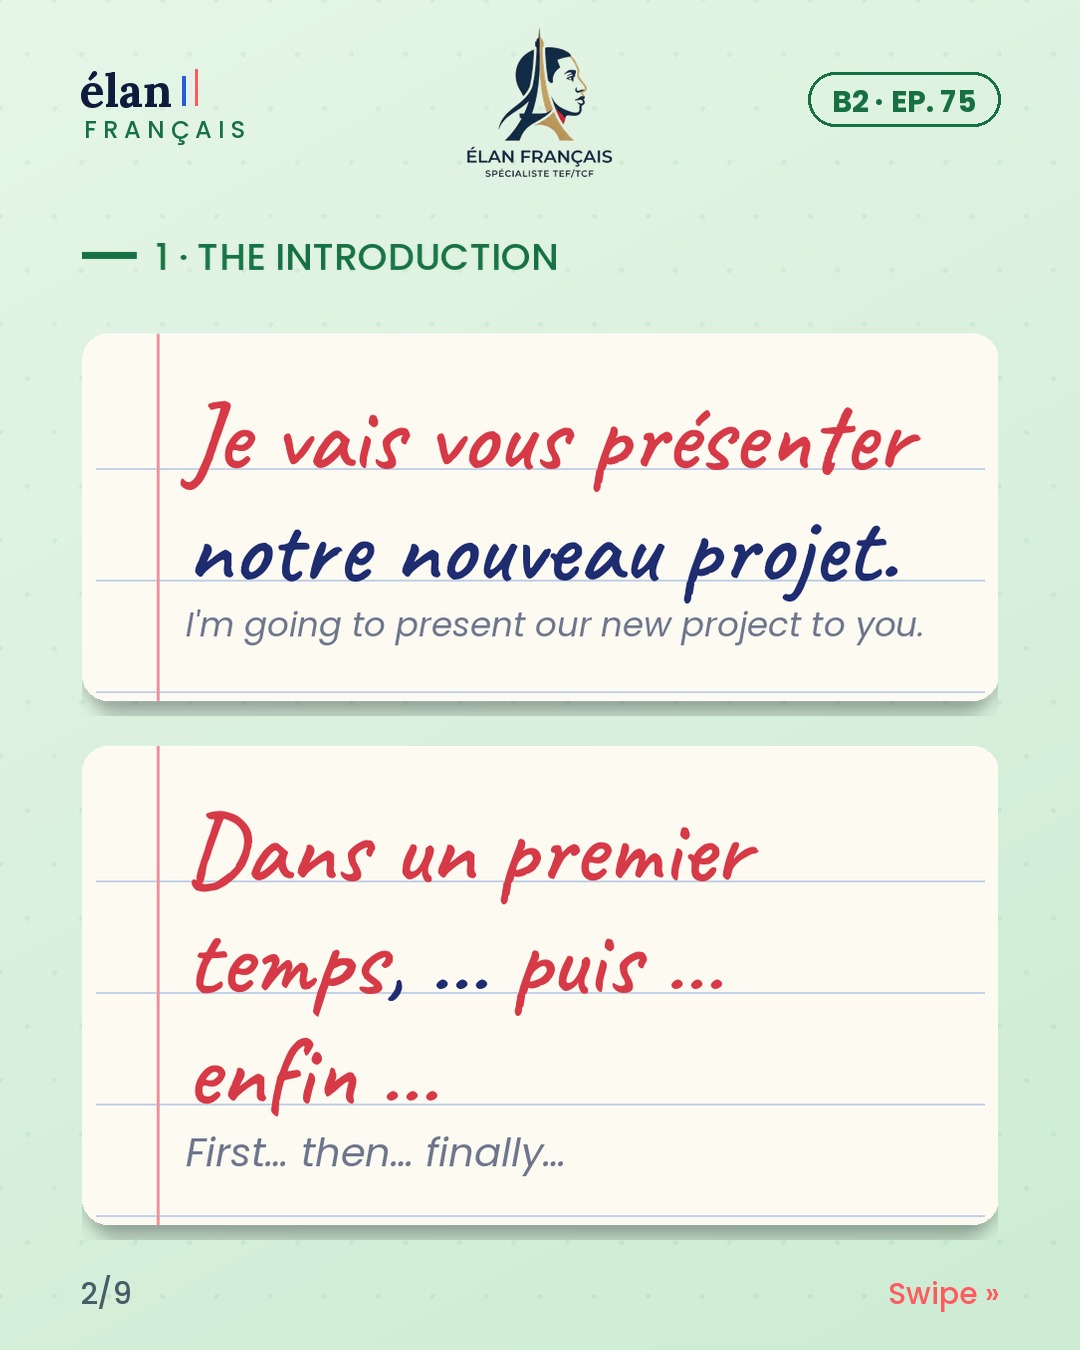 élan
FRANÇAIS
ÉLAN FRANÇAIS
SPÉCIALISTE TEF/TCF
B2 · EP. 75
1 · THE INTRODUCTION
Je vais vous présenter
notre nouveau projet.
I'm going to present our new project to you.
Dans un premier
temps, ... puis ...
enfin ...
First... then... finally...
2/9
Swipe »